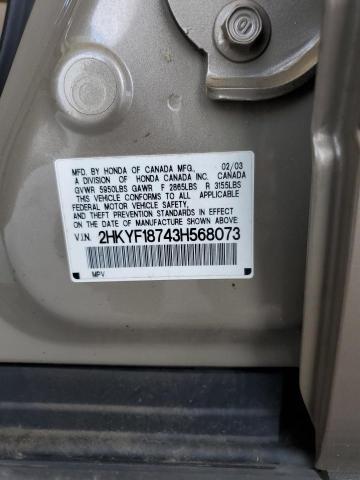 MFD. BY HONDA OF CANADA MFG., 02/03
A DIVISION OF HONDA CANADA INC. CANADA
GVWR 5950LBS GAWR F 2865LBS R 3155LBS
THIS VEHICLE CONFORMS TO ALL APPLICABLE
FEDERAL MOTOR VEHICLE SAFETY AND
THEFT PREVENTION STANDARDS IN EFFECT
ON THE DATE OF MANUFACTURE SHOWN ABOVE.
V.I.N. 2HKYF18743H568073
MPV